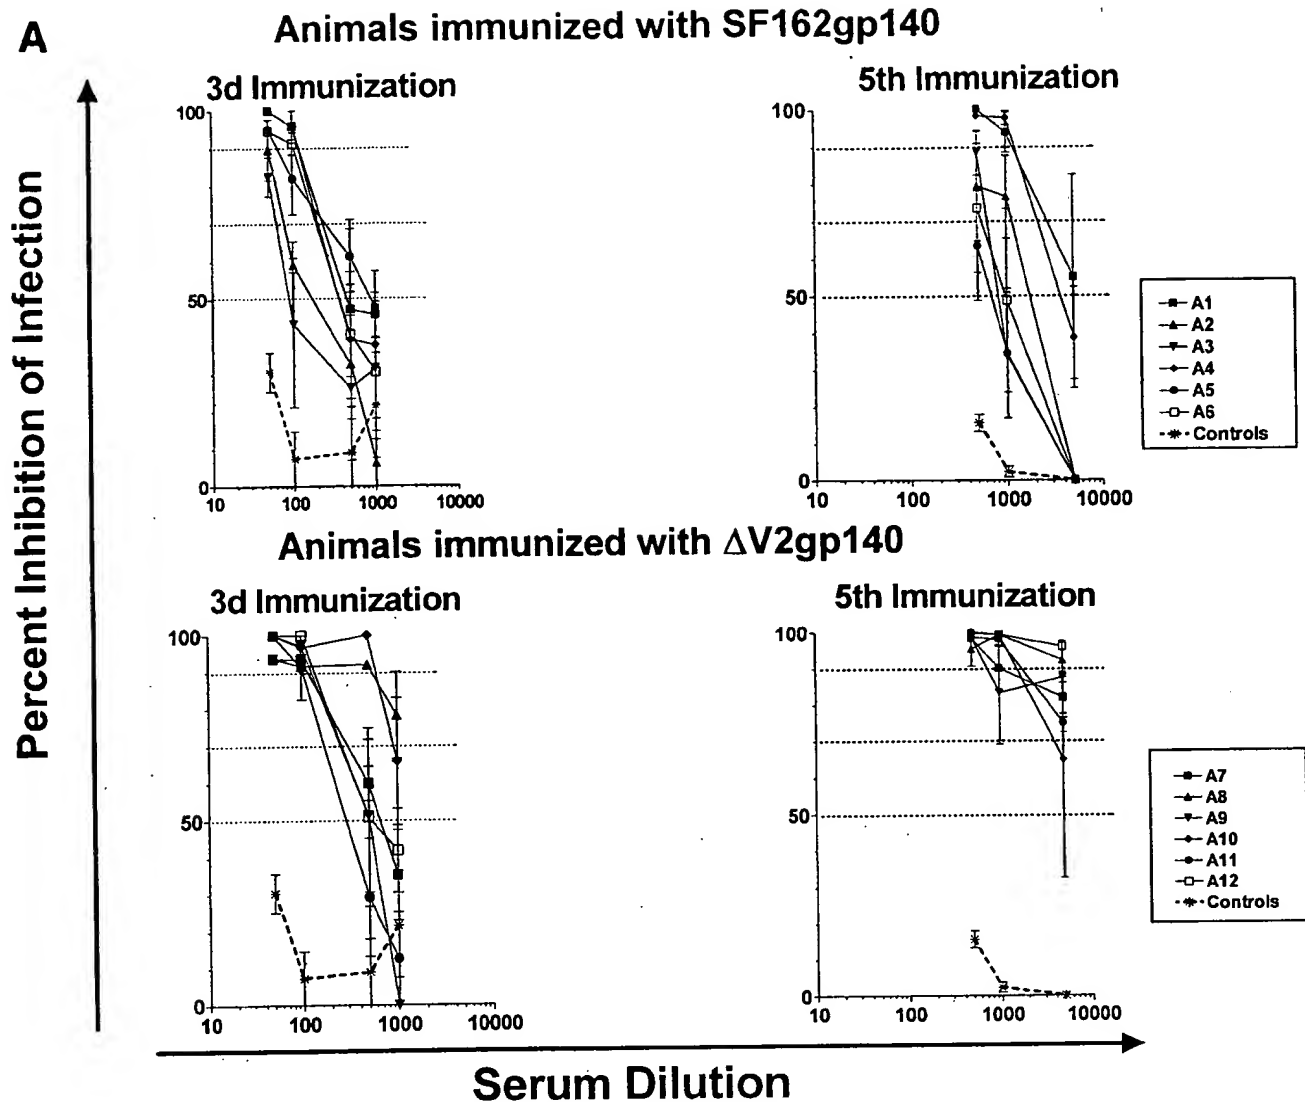 A
Animals immunized with SF162gp140
3d Immunization
5th Immunization
Percent Inhibition of Infection
100
50
0
10 100 1000 10000
100
50
0
10 100 1000 10000
A1
A2
A3
A4
A5
A6
Controls
Animals immunized with ΔV2gp140
3d Immunization
5th Immunization
100
50
0
10 100 1000 10000
100
50
0
10 100 1000 10000
A7
A8
A9
A10
A11
A12
Controls
Serum Dilution